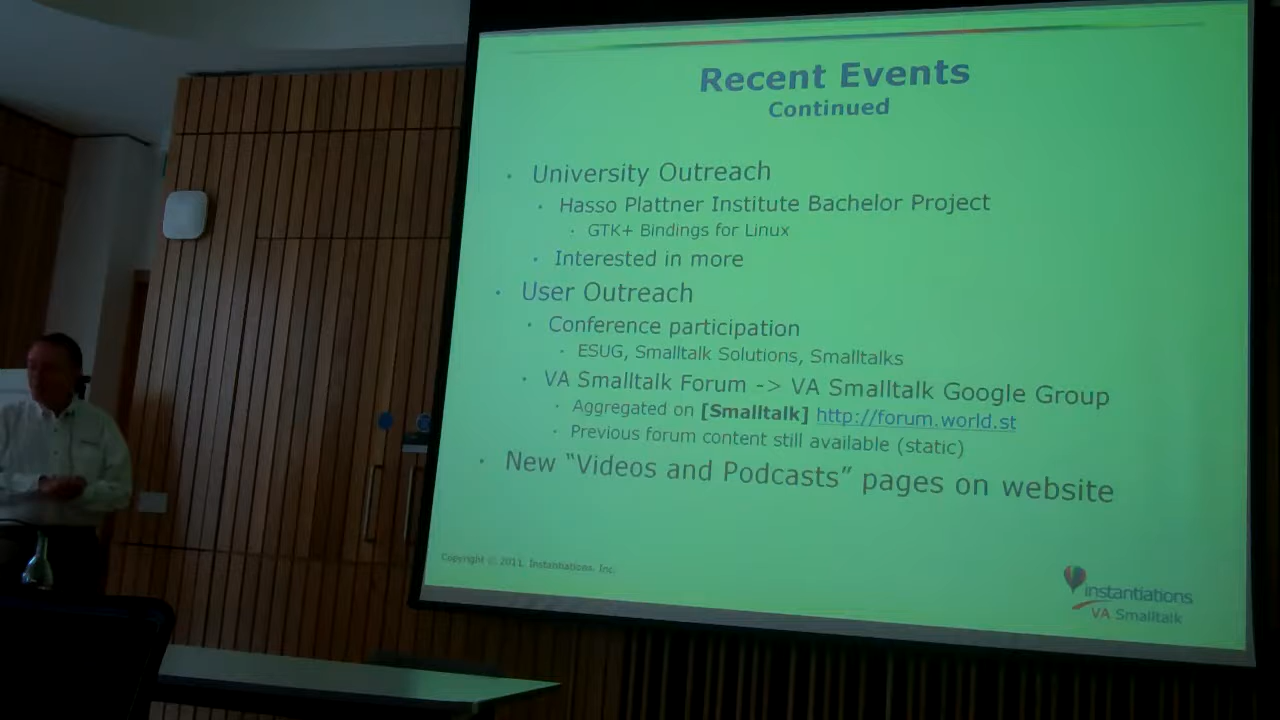 Recent Events
Continued
University Outreach
Hasso Plattner Institute Bachelor Project
GTK+ Bindings for Linux
Interested in more
User Outreach
Conference participation
ESUG, Smalltalk Solutions, Smalltalks
VA Smalltalk Forum -> VA Smalltalk Google Group
Aggregated on [Smalltalk] http://forum.world.st
Previous forum content still available (static)
New “Videos and Podcasts” pages on website
Copyright © 2011. Instantiations. Inc.
instantiations
VA Smalltalk